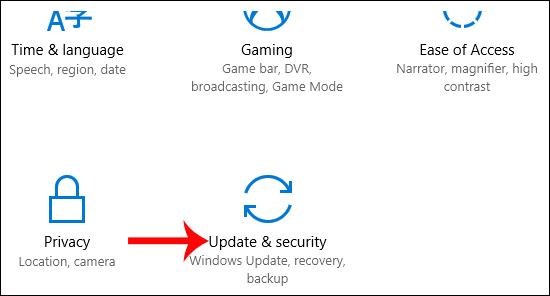 A字
Time & language
Speech, region, date
Gaming
Game bar, DVR,
broadcasting, Game Mode
Ease of Access
Narrator, magnifier, high
contrast
Privacy
Location, camera
Update & security
Windows Update, recovery,
backup